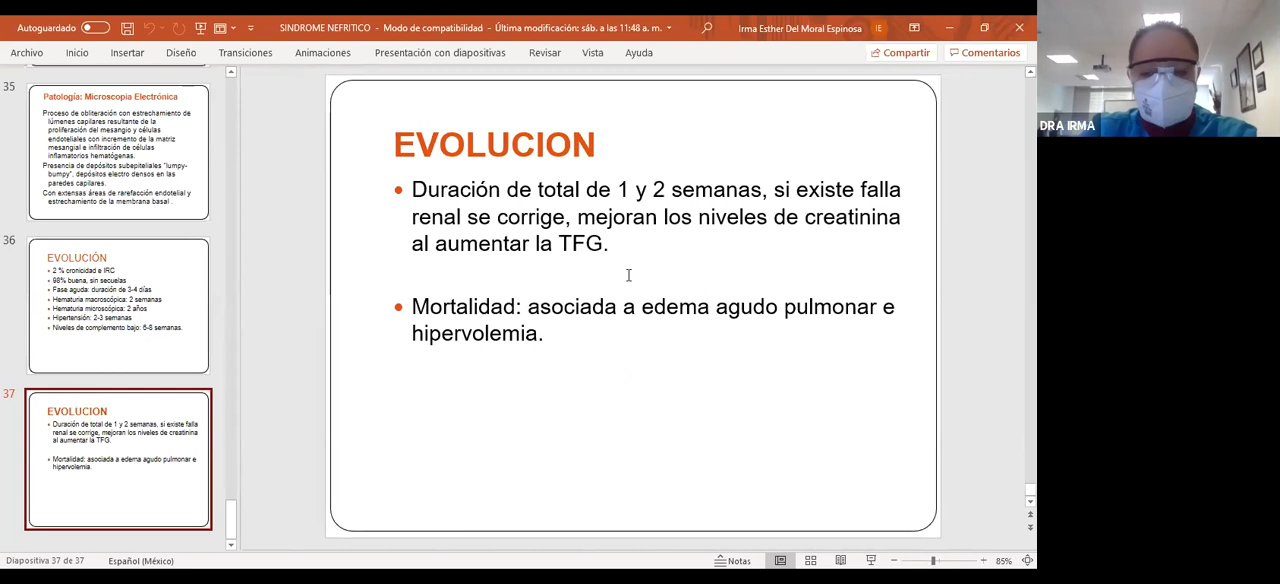 Autoguardado
SINDROME NEFRITICO - Modo de compatibilidad - Última modificación: sáb. a las 11:48 a. m.
Irma Esther Del Moral Espinosa
IE
Archivo Inicio Insertar Diseño Transiciones Animaciones Presentación con diapositivas Revisar Vista Ayuda
Compartir
Comentarios
DRA IRMA
35
Patología: Microscopia Electrónica
Proceso de obliteración con estrechamiento de
lúmenes capilares resultante de la
proliferación del mesangio y células
endoteliales con incremento de la matriz
mesangial e infiltración de células
inflamatorios hematógenas.
Presencia de depósitos subepiteliales "lumpy-
bumpy", depósitos electro densos en las
paredes capilares.
Con extensas áreas de rarefacción endotelial y
estrechamiento de la membrana basal .
36
EVOLUCIÓN
• 2 % cronicidad e IRC
• 98% buena, sin secuelas
• Fase aguda: duración de 3-4 días
• Hematuria macroscópica: 2 semanas
• Hematuria microscópica: 2 años
• Hipertensión: 2-3 semanas
• Niveles de complemento bajo: 6-8 semanas.
37
EVOLUCION
• Duración de total de 1 y 2 semanas, si existe falla
renal se corrige, mejoran los niveles de creatinina
al aumentar la TFG.
• Mortalidad: asociada a edema agudo pulmonar e
hipervolemia.
EVOLUCION
• Duración de total de 1 y 2 semanas, si existe falla
renal se corrige, mejoran los niveles de creatinina
al aumentar la TFG.
• Mortalidad: asociada a edema agudo pulmonar e
hipervolemia.
Diapositiva 37 de 37
Español (México)
Notas
85%